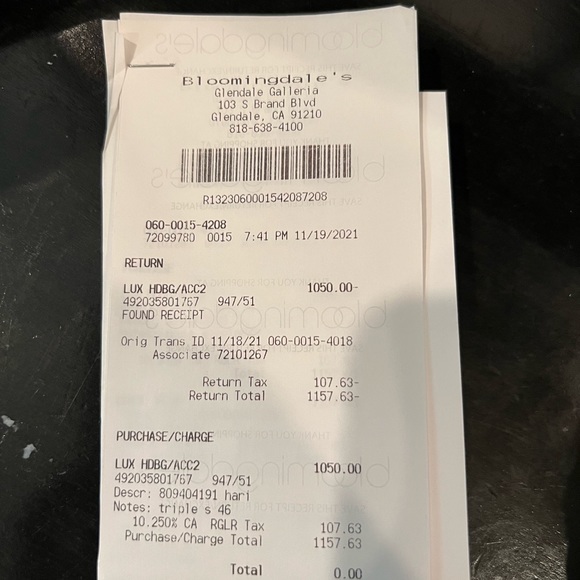 Bloomingdale's
Glendale Galleria
103 S Brand Blvd
Glendale, CA 91210
818-638-4100
R1323060001542087208
060-0015-4208
72099780 0015 7:41 PM 11/19/2021
RETURN
LUX HDBG/ACC2 1050.00-
492035801767 947/51
FOUND RECEIPT
Orig Trans ID 11/18/21 060-0015-4018
Associate 72101267
Return Tax 107.63-
Return Total 1157.63-
PURCHASE/CHARGE
LUX HDBG/ACC2 1050.00
492035801767 947/51
Descr: 809404191 hari
Notes: triple s 46
10.250% CA RGLR Tax 107.63
Purchase/Charge Total 1157.63
Total 0.00